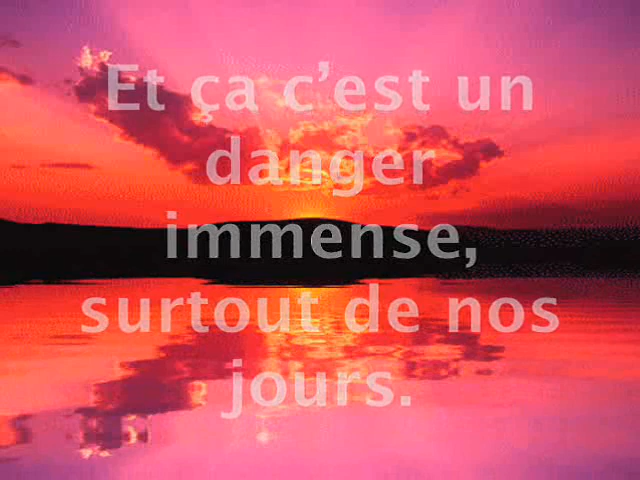 Et ça c’est un
danger
immense,
surtout de nos
jours.